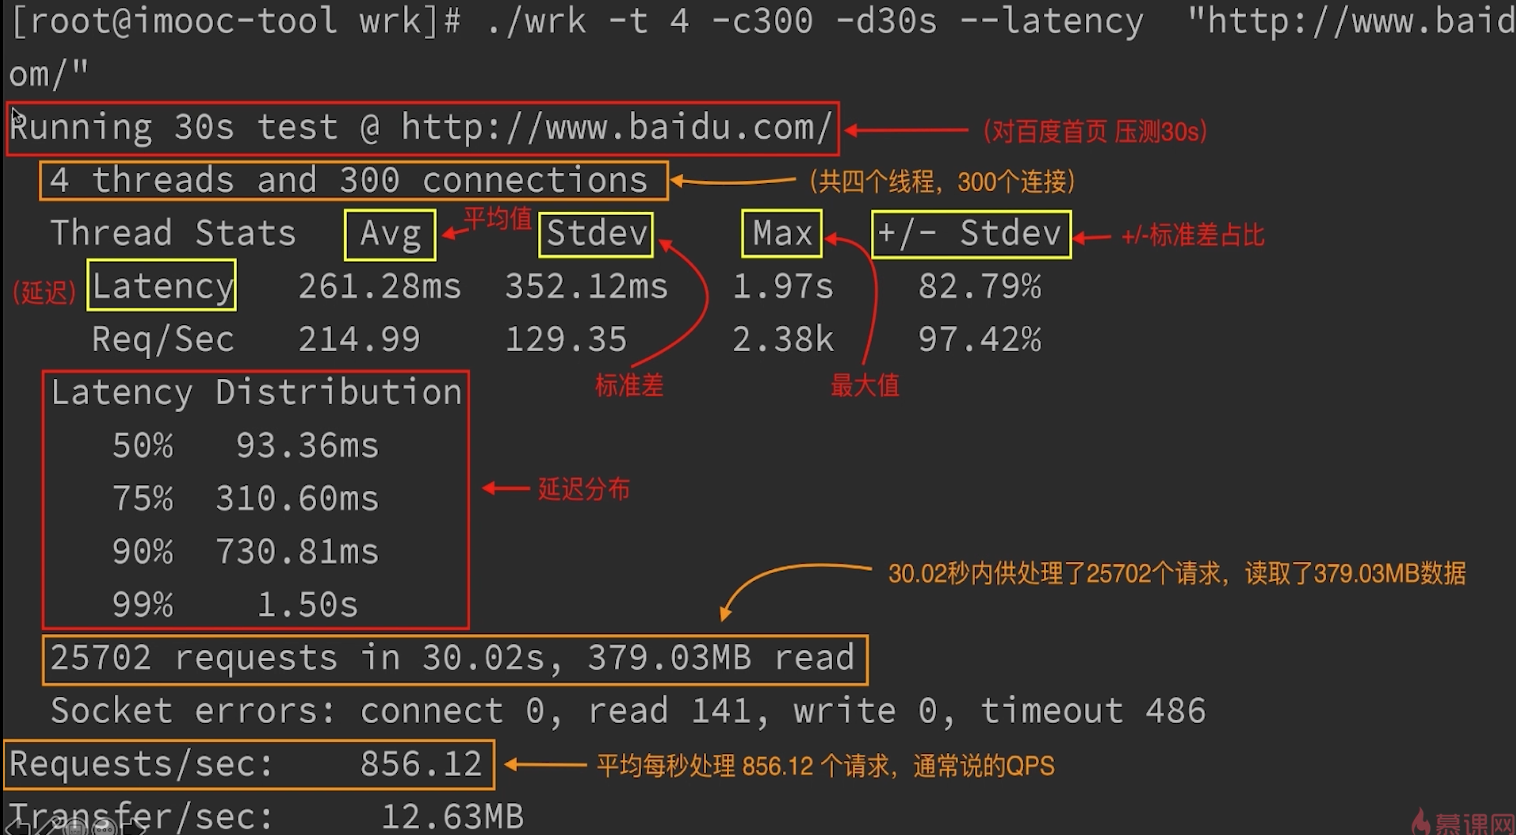 [root@imooc-tool wrk]# ./wrk -t 4 -c300 -d30s --latency "http://www.baid
om/"
Running 30s test @ http://www.baidu.com/ (对百度首页 压测30s)
4 threads and 300 connections (共四个线程，300个连接)
Thread Stats Avg 平均值 Stdev Max +/- Stdev +/-标准差占比
(延迟) Latency 261.28ms 352.12ms 1.97s 82.79%
Req/Sec 214.99 129.35 2.38k 97.42%
标准差 最大值
Latency Distribution
50% 93.36ms
75% 310.60ms
延迟分布
90% 730.81ms
30.02秒内供处理了25702个请求，读取了379.03MB数据
99% 1.50s
25702 requests in 30.02s, 379.03MB read
Socket errors: connect 0, read 141, write 0, timeout 486
Requests/sec: 856.12 平均每秒处理 856.12 个请求，通常说的QPS
Transfer/sec: 12.63MB
慕课网